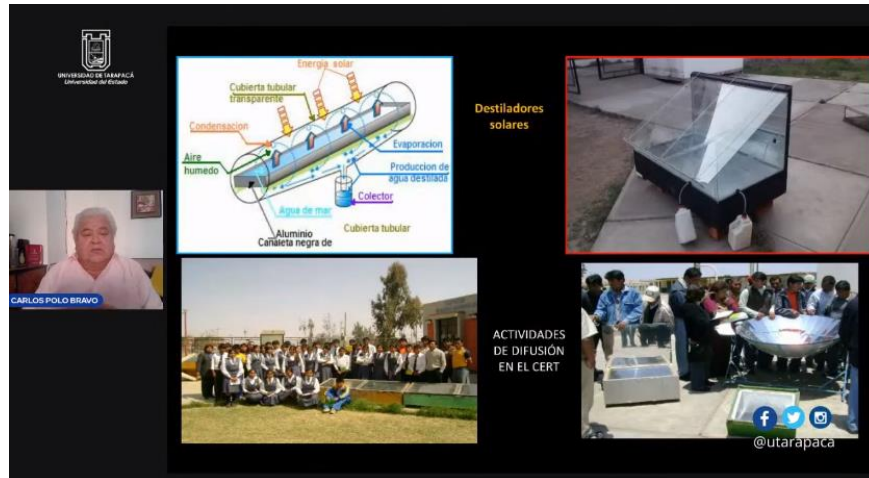 UNIVERSIDAD DE TARAPACÁ
Universidad del Estado
Energía solar
Cubierta tubular
transparente
Condensacion
Aire
humedo
Evaporacion
Produccion de
agua destilada
Colector
Agua de mar
Aluminio
Canaleta negra de
Cubierta tubular
Destiladores
solares
CARLOS POLO BRAVO
ACTIVIDADES
DE DIFUSIÓN
EN EL CERT
@utarapaca